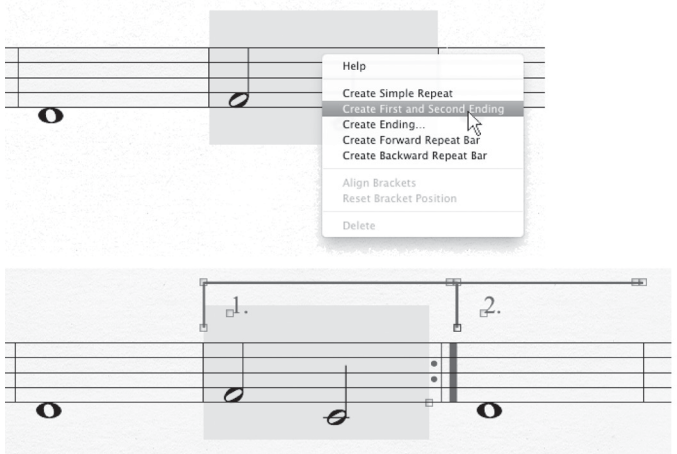 Help
Create Simple Repeat
Create First and Second Ending
Create Ending...
Create Forward Repeat Bar
Create Backward Repeat Bar
Align Brackets
Reset Bracket Position
Delete
1. 2.